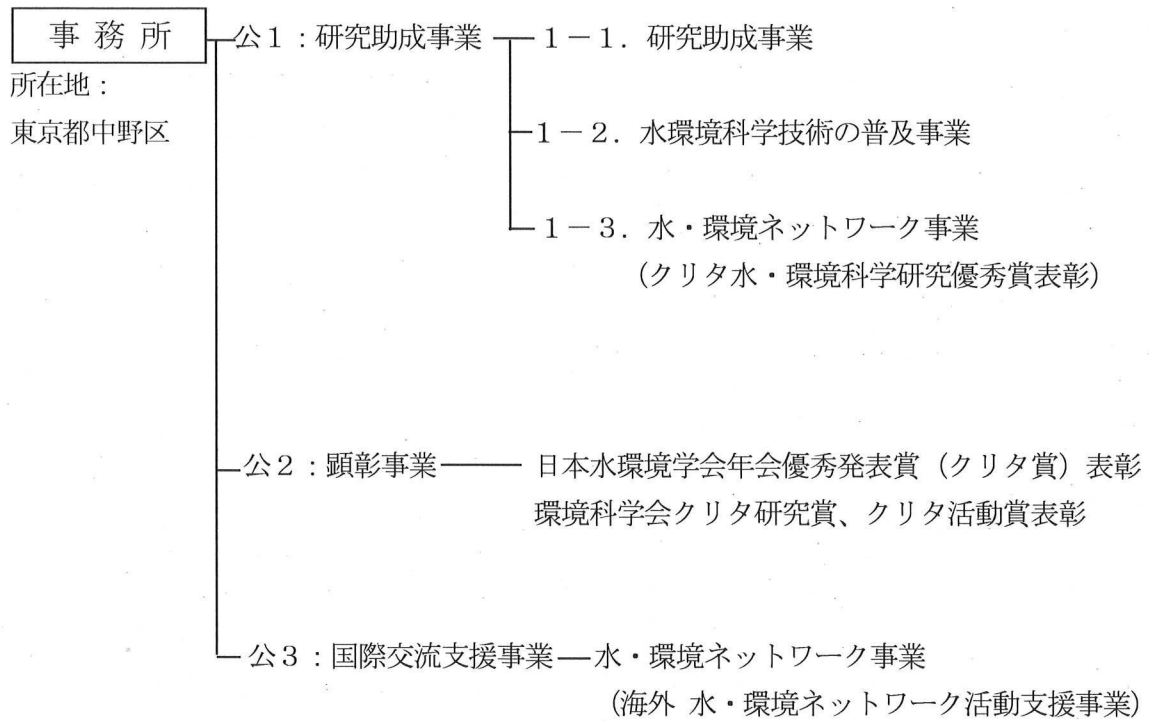 事 務 所
公1:研究助成事業
1-1. 研究助成事業
所在地:
東京都中野区
1-2. 水環境科学技術の普及事業
1-3. 水・環境ネットワーク事業
(クリタ水・環境科学研究優秀賞表彰)
公2:顕彰事業
日本水環境学会年会優秀発表賞(クリタ賞)表彰
環境科学会クリタ研究賞、クリタ活動賞表彰
公3:国際交流支援事業
水・環境ネットワーク事業
(海外 水・環境ネットワーク活動支援事業)